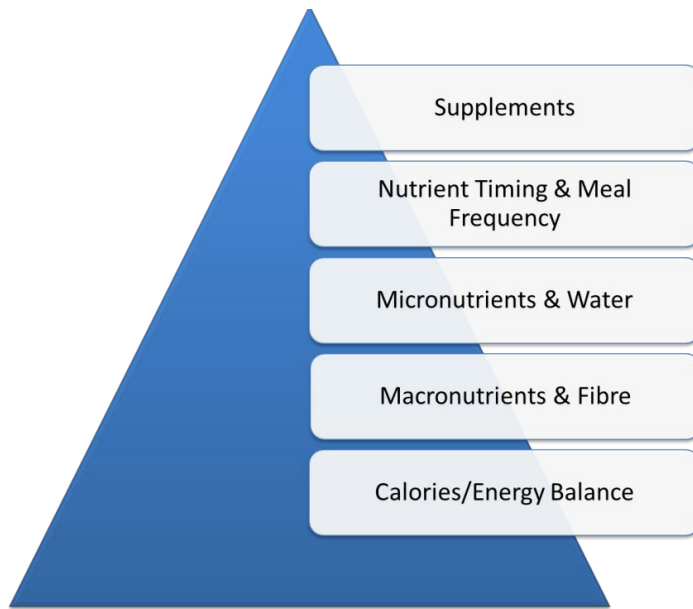 Supplements
Nutrient Timing & Meal
Frequency
Micronutrients & Water
Macronutrients & Fibre
Calories/Energy Balance